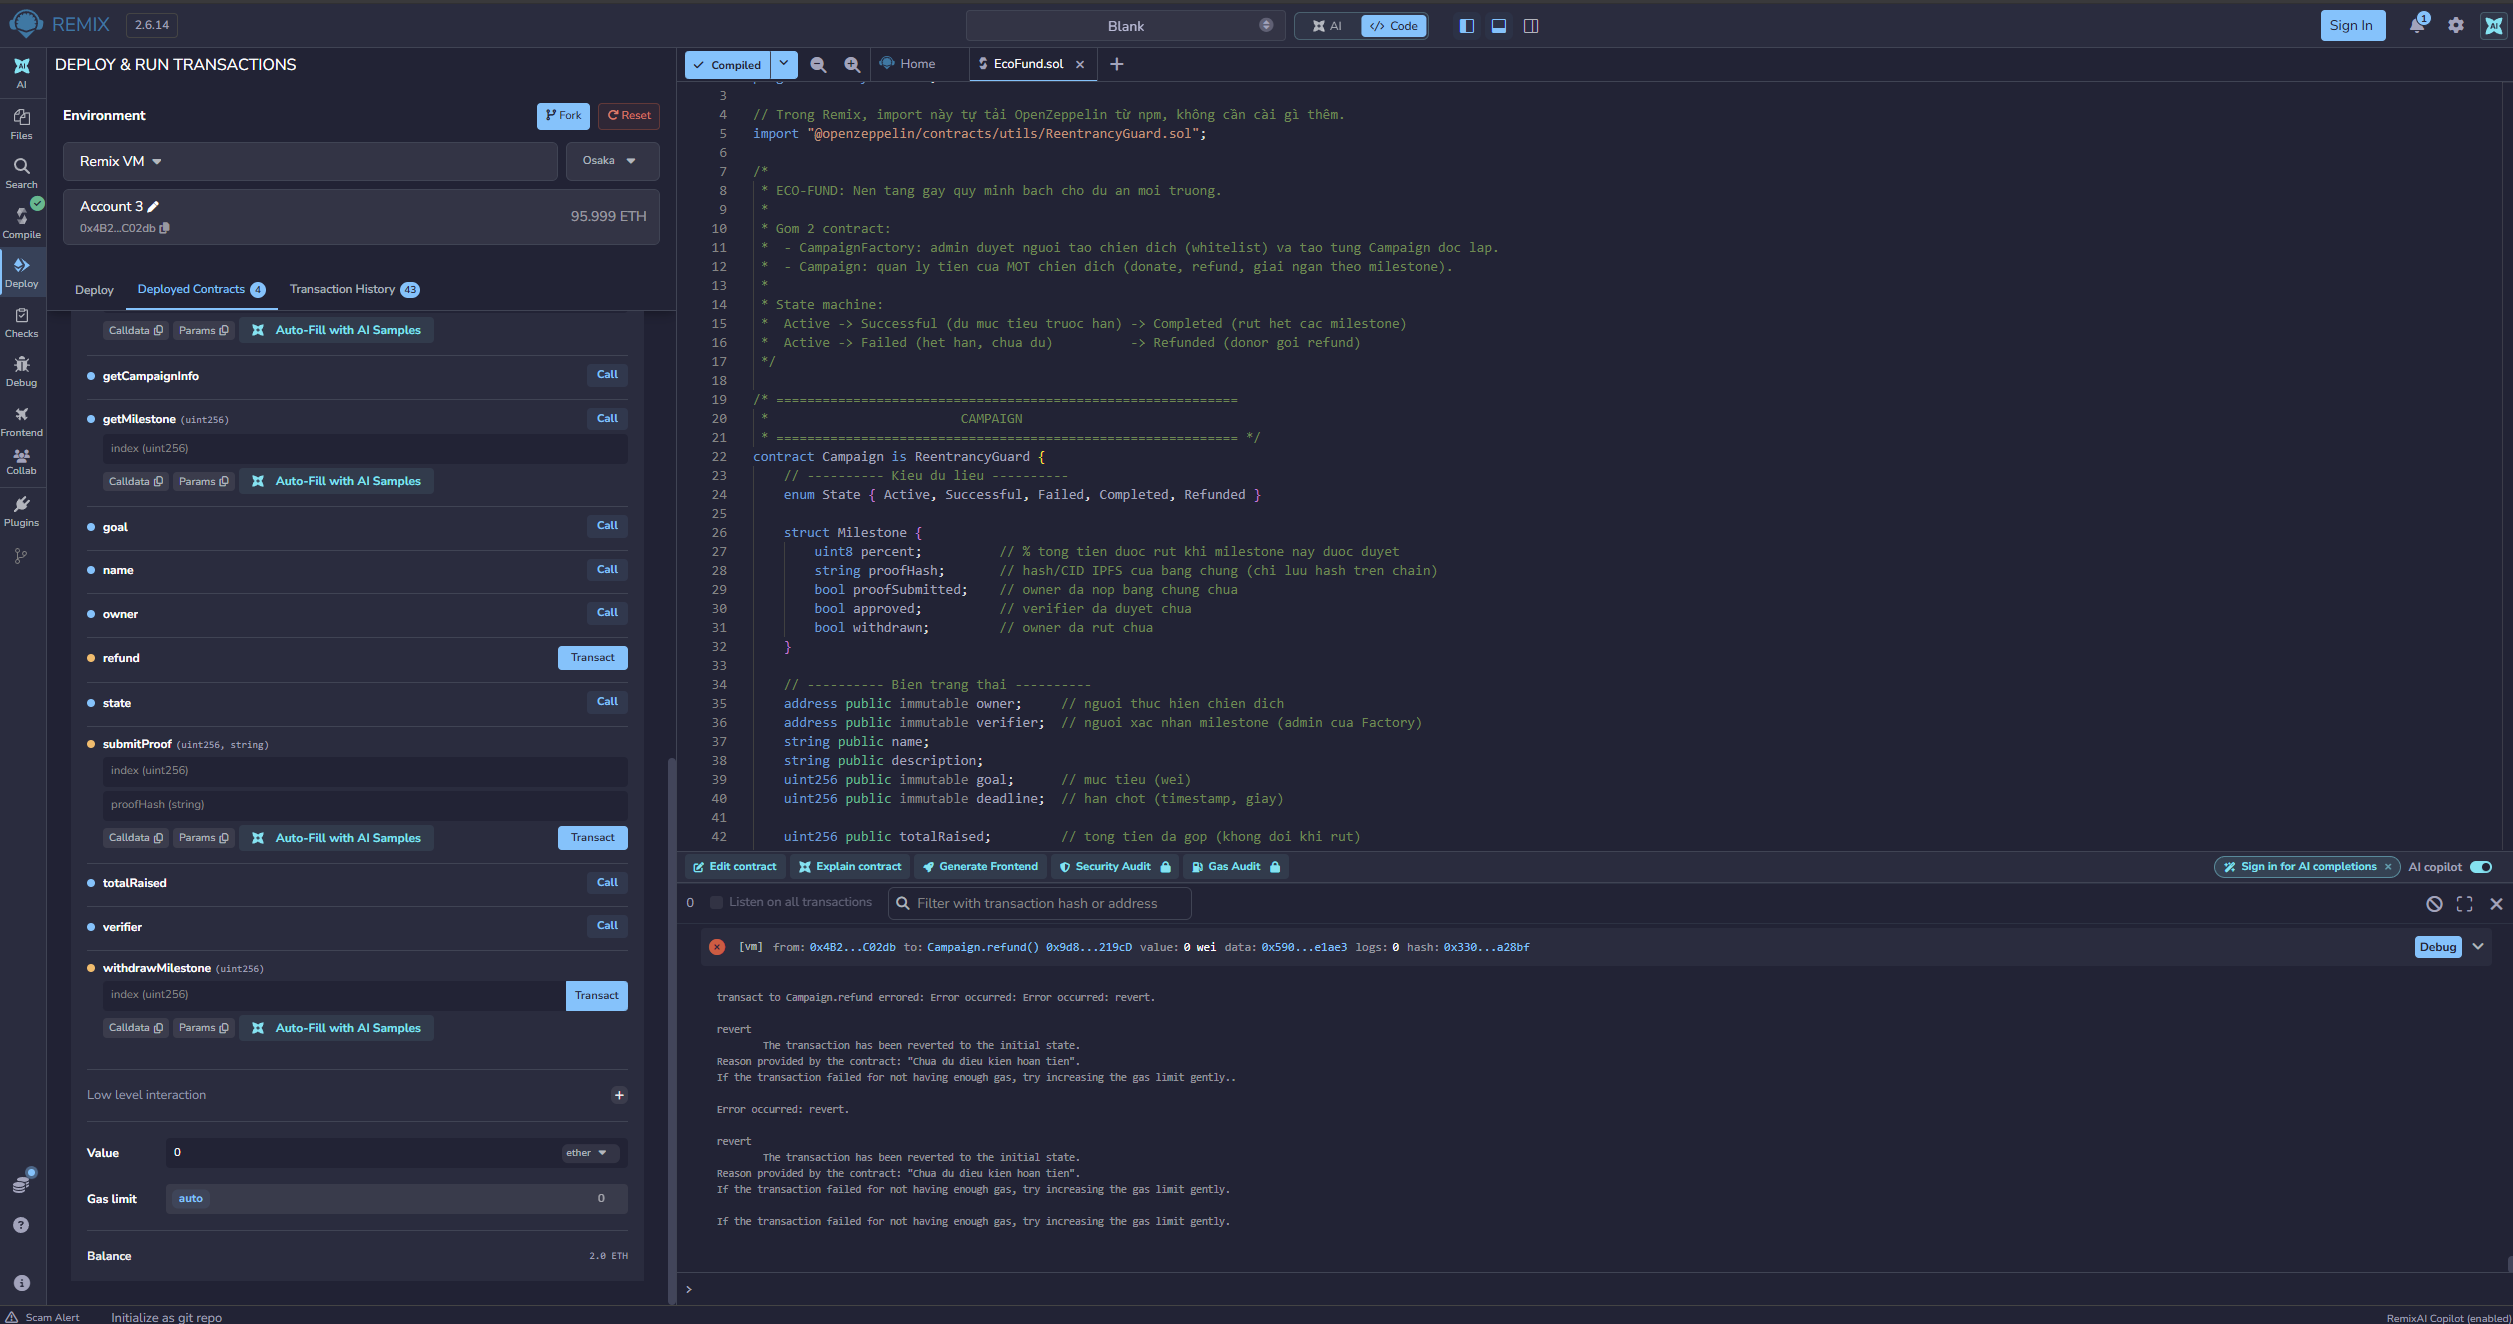 REMIX 2.6.14 Blank AI Code Sign In 1 AI
AI
Files
Search
Compile
Deploy
Checks
Debug
Frontend
Collab
Plugins
DEPLOY & RUN TRANSACTIONS
Environment Fork Reset
Remix VM Osaka
Account 3 95.999 ETH
0x4B2...C02db
Deploy Deployed Contracts 4 Transaction History 43
Calldata Params Auto-Fill with AI Samples
getCampaignInfo Call
getMilestone (uint256) Call
index (uint256)
Calldata Params Auto-Fill with AI Samples
goal Call
name Call
owner Call
refund Transact
state Call
submitProof (uint256, string)
index (uint256)
proofHash (string)
Calldata Params Auto-Fill with AI Samples Transact
totalRaised Call
verifier Call
withdrawMilestone (uint256)
index (uint256) Transact
Calldata Params Auto-Fill with AI Samples
Low level interaction
Value 0 ether
Gas limit auto 0
Balance 2.0 ETH
Compiled Home EcoFund.sol
3
4 // Trong Remix, import này tự tải OpenZeppelin từ npm, không cần cài gì thêm.
5 import "@openzeppelin/contracts/utils/ReentrancyGuard.sol";
6
7 /*
8 * ECO-FUND: Nen tang gay quy minh bach cho du an moi truong.
9 *
10 * Gom 2 contract:
11 * - CampaignFactory: admin duyet nguoi tao chien dich (whitelist) va tao tung Campaign doc lap.
12 * - Campaign: quan ly tien cua MOT chien dich (donate, refund, giai ngan theo milestone).
13 *
14 * State machine:
15 * Active -> Successful (du muc tieu truoc han) -> Completed (rut het cac milestone)
16 * Active -> Failed (het han, chua du) -> Refunded (donor goi refund)
17 */
18
19 /* ============================================================
20 * CAMPAIGN
21 * ============================================================ */
22 contract Campaign is ReentrancyGuard {
23 // ---------- Kieu du lieu ----------
24 enum State { Active, Successful, Failed, Completed, Refunded }
25
26 struct Milestone {
27 uint8 percent; // % tong tien duoc rut khi milestone nay duoc duyet
28 string proofHash; // hash/CID IPFS cua bang chung (chi luu hash tren chain)
29 bool proofSubmitted; // owner da nop bang chung chua
30 bool approved; // verifier da duyet chua
31 bool withdrawn; // owner da rut chua
32 }
33
34 // ---------- Bien trang thai ----------
35 address public immutable owner; // nguoi thuc hien chien dich
36 address public immutable verifier; // nguoi xac nhan milestone (admin cua Factory)
37 string public name;
38 string public description;
39 uint256 public immutable goal; // muc tieu (wei)
40 uint256 public immutable deadline; // han chot (timestamp, giay)
41
42 uint256 public totalRaised; // tong tien da gop (khong doi khi rut)
Edit contract Explain contract Generate Frontend Security Audit Gas Audit Sign in for AI completions × AI copilot
0 Listen on all transactions Filter with transaction hash or address
[vm] from: 0x4B2...C02db to: Campaign.refund() 0x9d8...219cD value: 0 wei data: 0x590...e1ae3 logs: 0 hash: 0x330...a28bf Debug
transact to Campaign.refund errored: Error occurred: Error occurred: revert.
revert
The transaction has been reverted to the initial state.
Reason provided by the contract: "Chua du dieu kien hoan tien".
If the transaction failed for not having enough gas, try increasing the gas limit gently..
Error occurred: revert.
revert
The transaction has been reverted to the initial state.
Reason provided by the contract: "Chua du dieu kien hoan tien".
If the transaction failed for not having enough gas, try increasing the gas limit gently.
If the transaction failed for not having enough gas, try increasing the gas limit gently.
>
Scam Alert Initialize as git repo RemixAI Copilot (enabled)